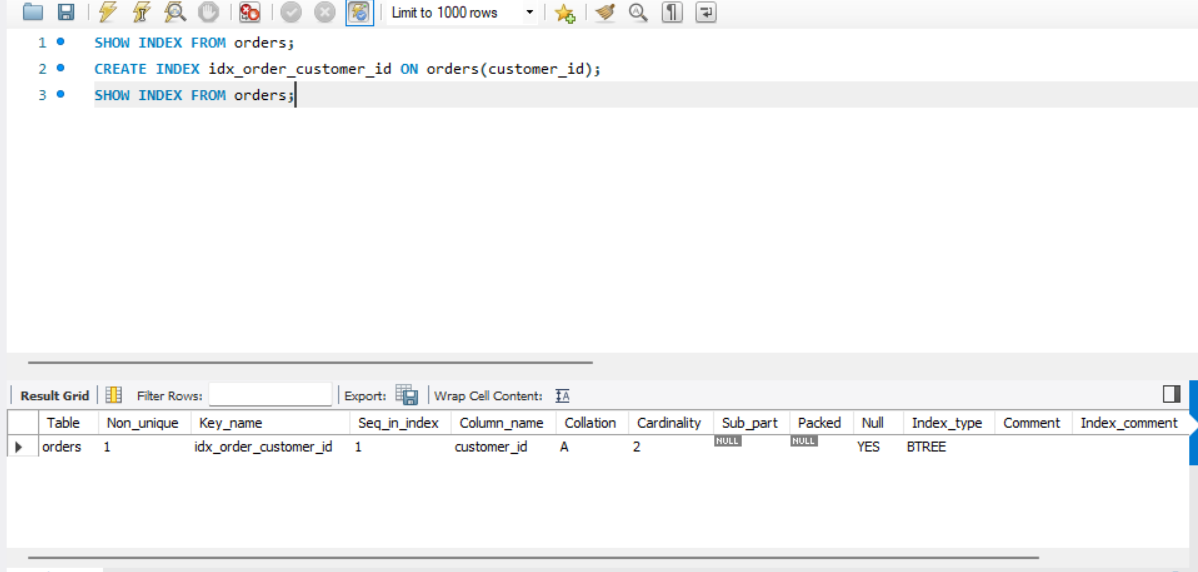 Limit to 1000 rows
1 SHOW INDEX FROM orders;
2 CREATE INDEX idx_order_customer_id ON orders(customer_id);
3 SHOW INDEX FROM orders;
Result Grid Filter Rows: Export: Wrap Cell Content: IA
Table Non_unique Key_name Seq_in_index Column_name Collation Cardinality Sub_part Packed Null Index_type Comment Index_comment
orders 1 idx_order_customer_id 1 customer_id A 2 NULL NULL YES BTREE